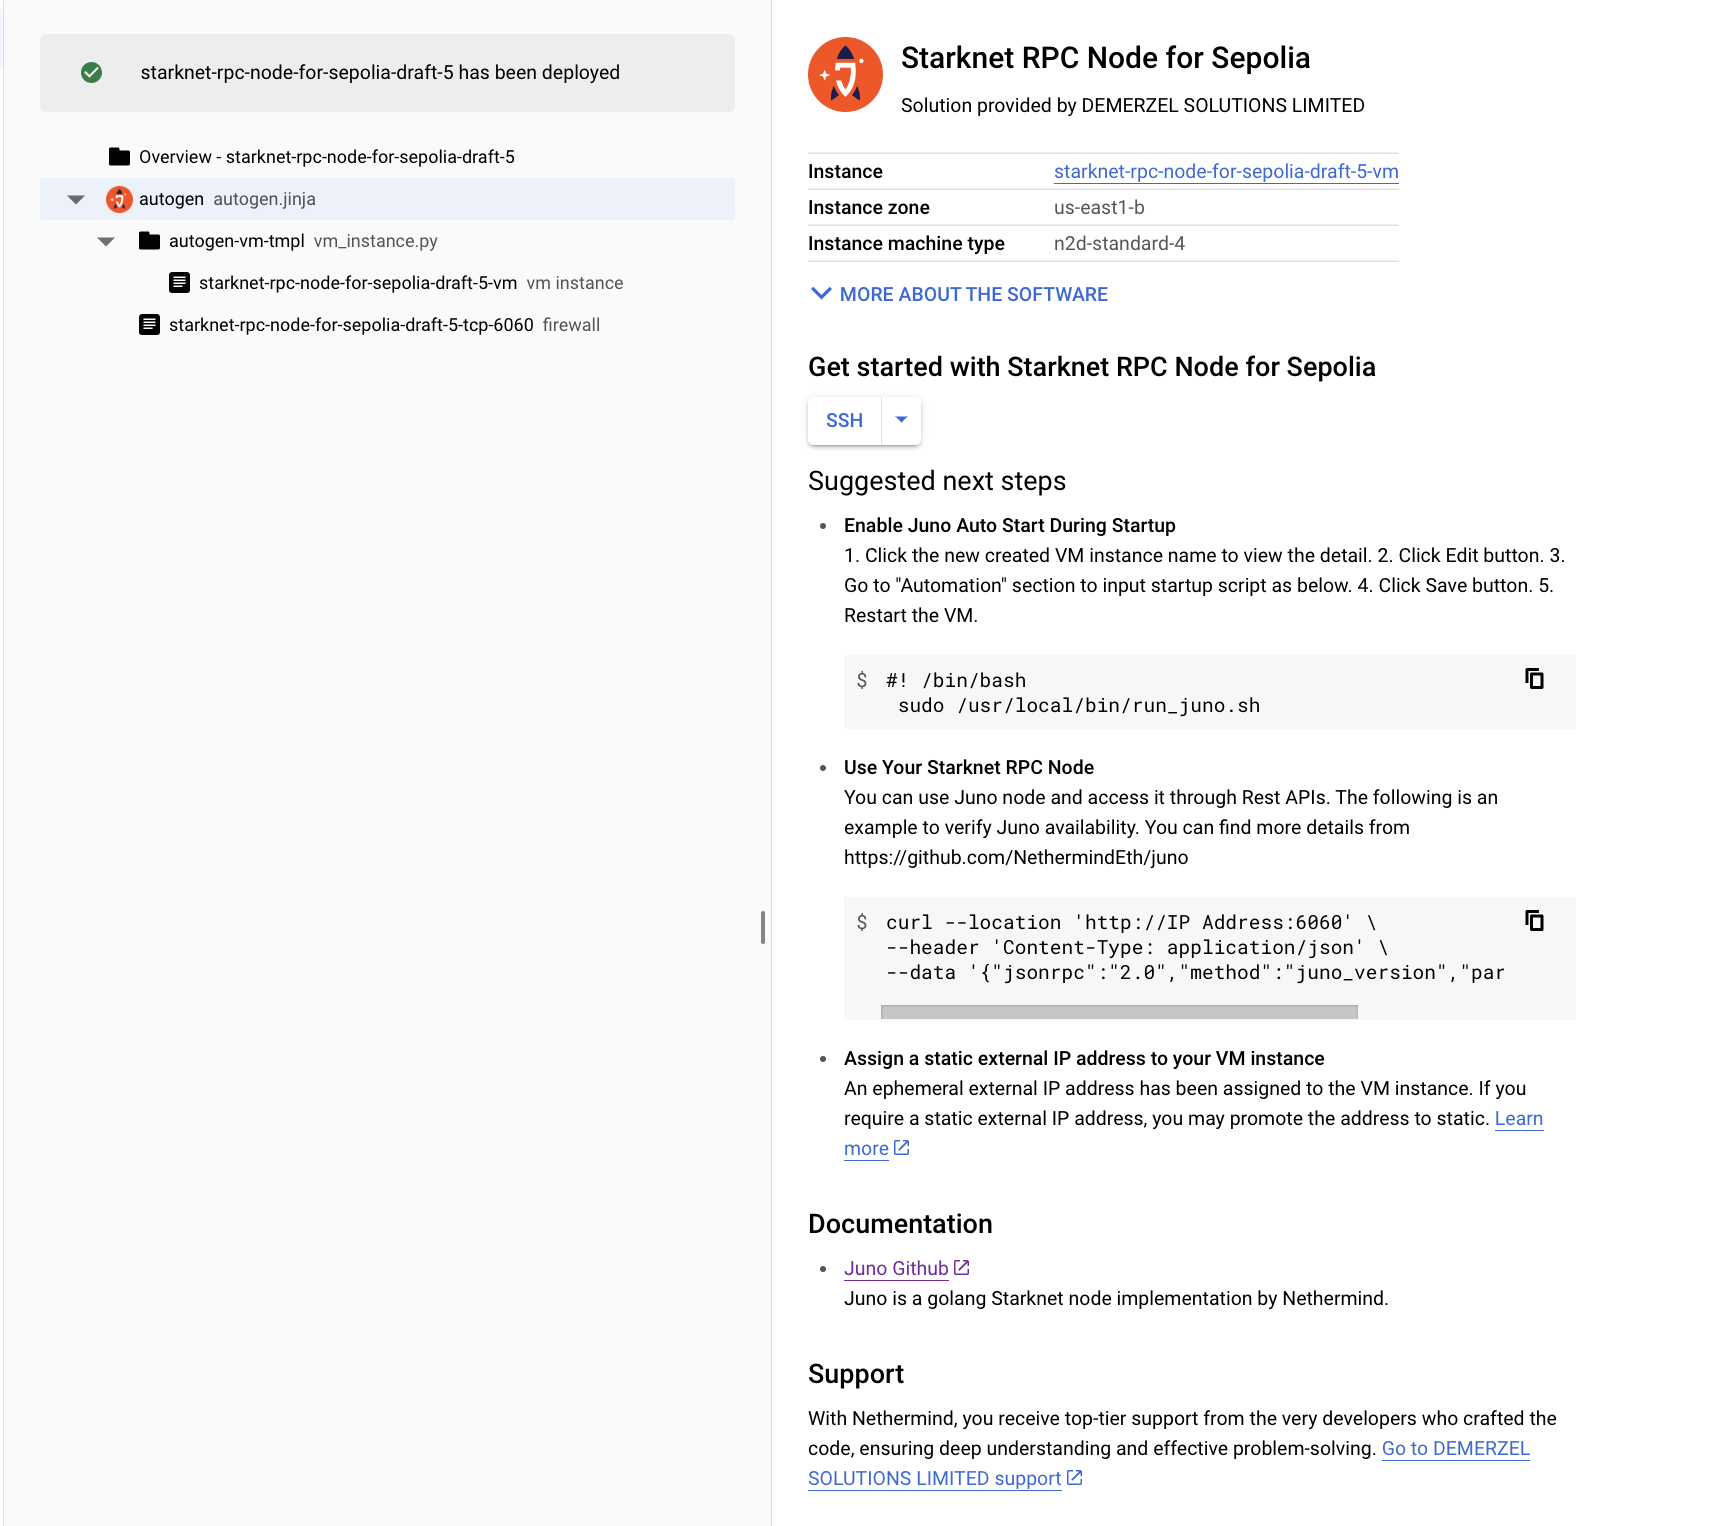 starknet-rpc-node-for-sepolia-draft-5 has been deployed
Overview - starknet-rpc-node-for-sepolia-draft-5
autogen autogen.jinja
autogen-vm-tmpl vm_instance.py
starknet-rpc-node-for-sepolia-draft-5-vm vm instance
starknet-rpc-node-for-sepolia-draft-5-tcp-6060 firewall
Starknet RPC Node for Sepolia
Solution provided by DEMERZEL SOLUTIONS LIMITED
Instance starknet-rpc-node-for-sepolia-draft-5-vm
Instance zone us-east1-b
Instance machine type n2d-standard-4
MORE ABOUT THE SOFTWARE
Get started with Starknet RPC Node for Sepolia
SSH
Suggested next steps
Enable Juno Auto Start During Startup
1. Click the new created VM instance name to view the detail. 2. Click Edit button. 3.
Go to "Automation" section to input startup script as below. 4. Click Save button. 5.
Restart the VM.
$ #! /bin/bash
sudo /usr/local/bin/run_juno.sh
Use Your Starknet RPC Node
You can use Juno node and access it through Rest APIs. The following is an
example to verify Juno availability. You can find more details from
https://github.com/NethermindEth/juno
$ curl --location 'http://IP Address:6060' \
--header 'Content-Type: application/json' \
--data '{"jsonrpc":"2.0","method":"juno_version","par
Assign a static external IP address to your VM instance
An ephemeral external IP address has been assigned to the VM instance. If you
require a static external IP address, you may promote the address to static. Learn
more
Documentation
Juno Github
Juno is a golang Starknet node implementation by Nethermind.
Support
With Nethermind, you receive top-tier support from the very developers who crafted the
code, ensuring deep understanding and effective problem-solving. Go to DEMERZEL
SOLUTIONS LIMITED support